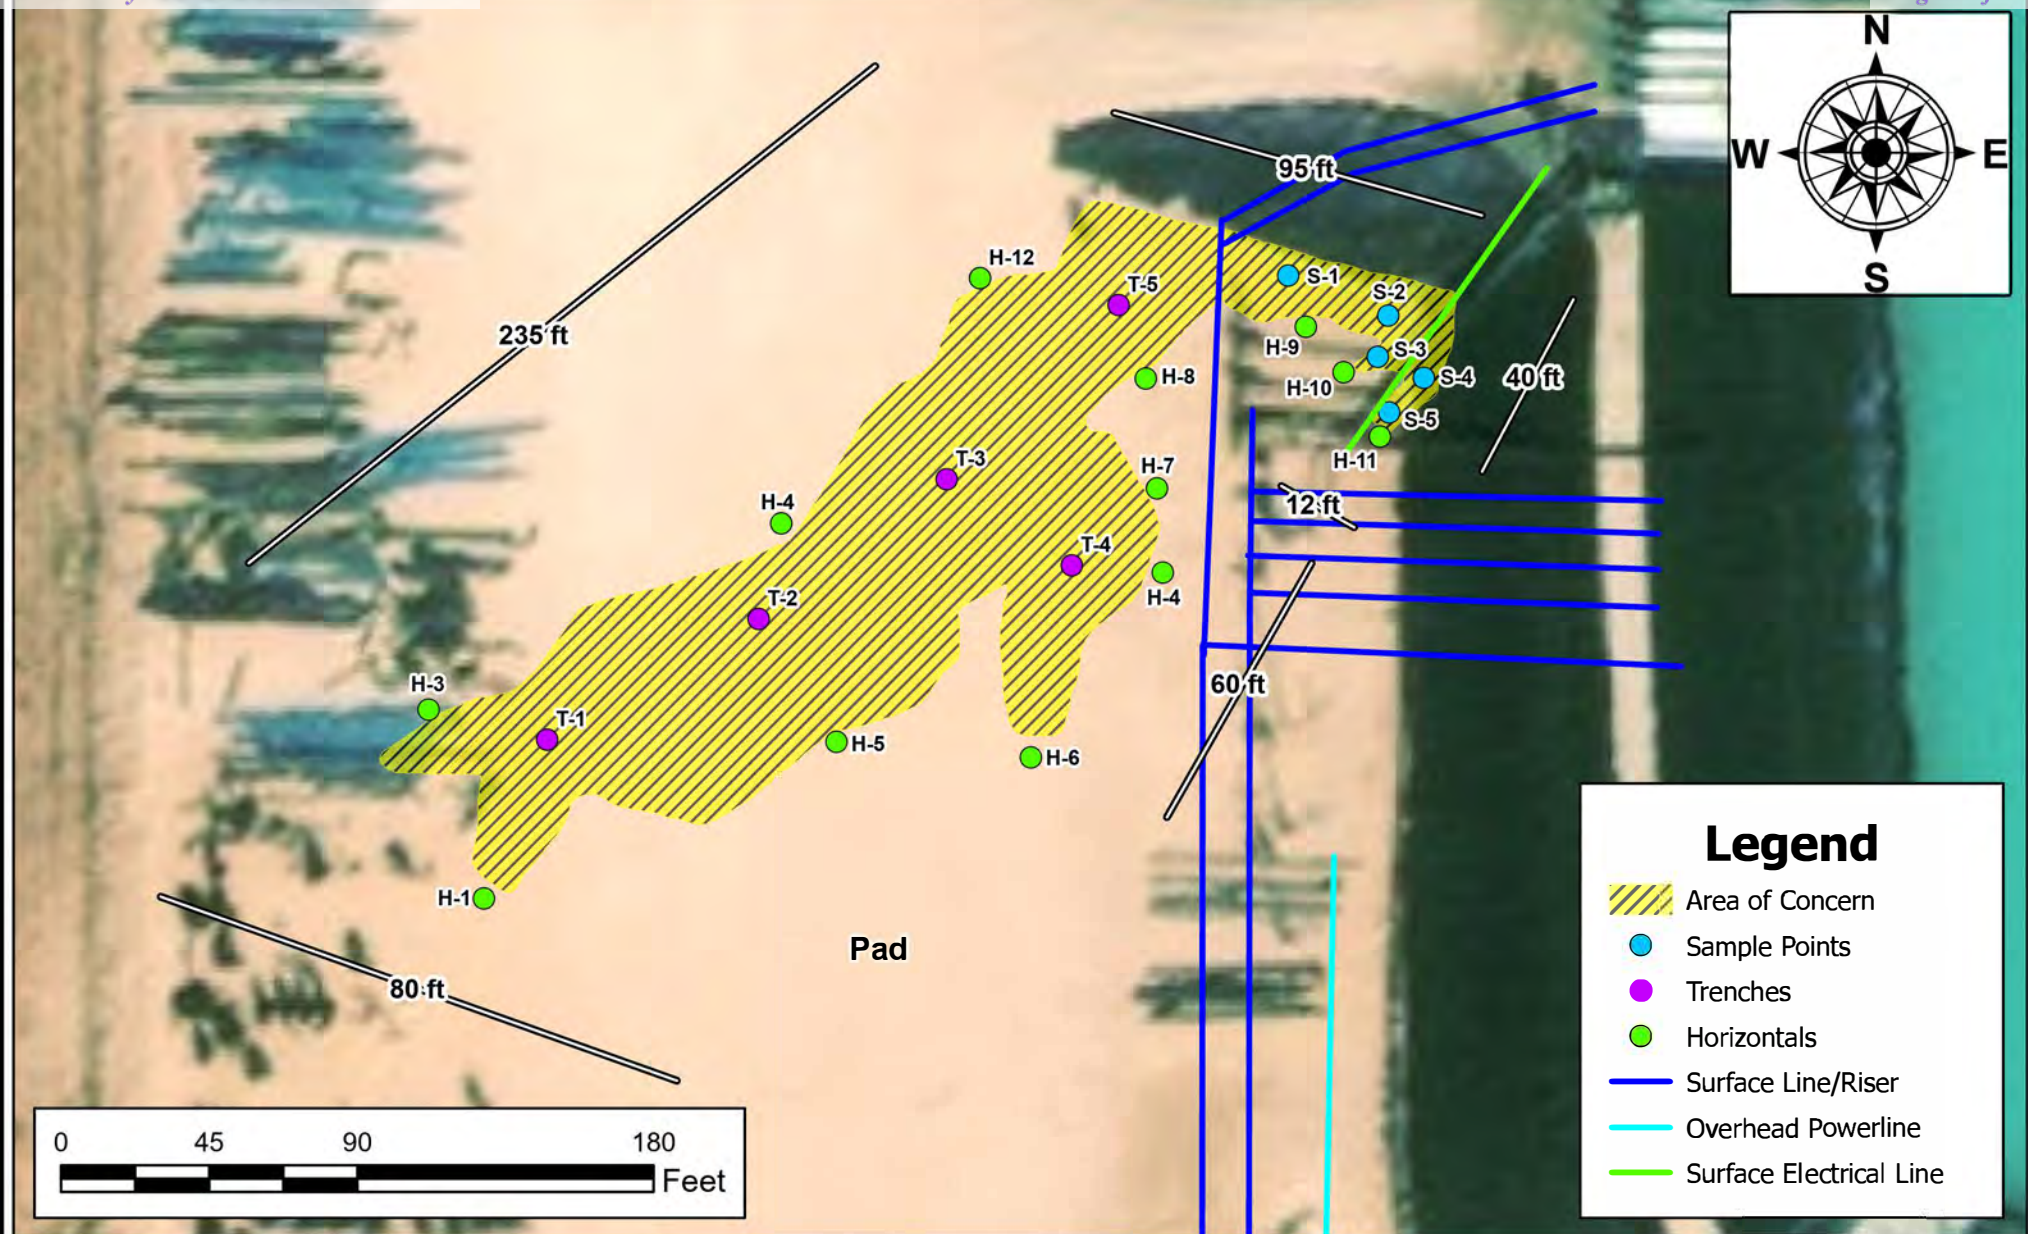 N
W
E
S
95 ft
H-12
S-1
T-5
S-2
235 ft
H-9
S-3
H-8
S-4
40 ft
H-10
S-5
T-3
H-11
H-7
H-4
12 ft
T-4
T-2
H-4
H-3
60 ft
T-1
H-5
H-6
H-1
Pad
80 ft
Legend
Area of Concern
Sample Points
Trenches
Horizontals
Surface Line/Riser
Overhead Powerline
Surface Electrical Line
0 45 90 180
Feet